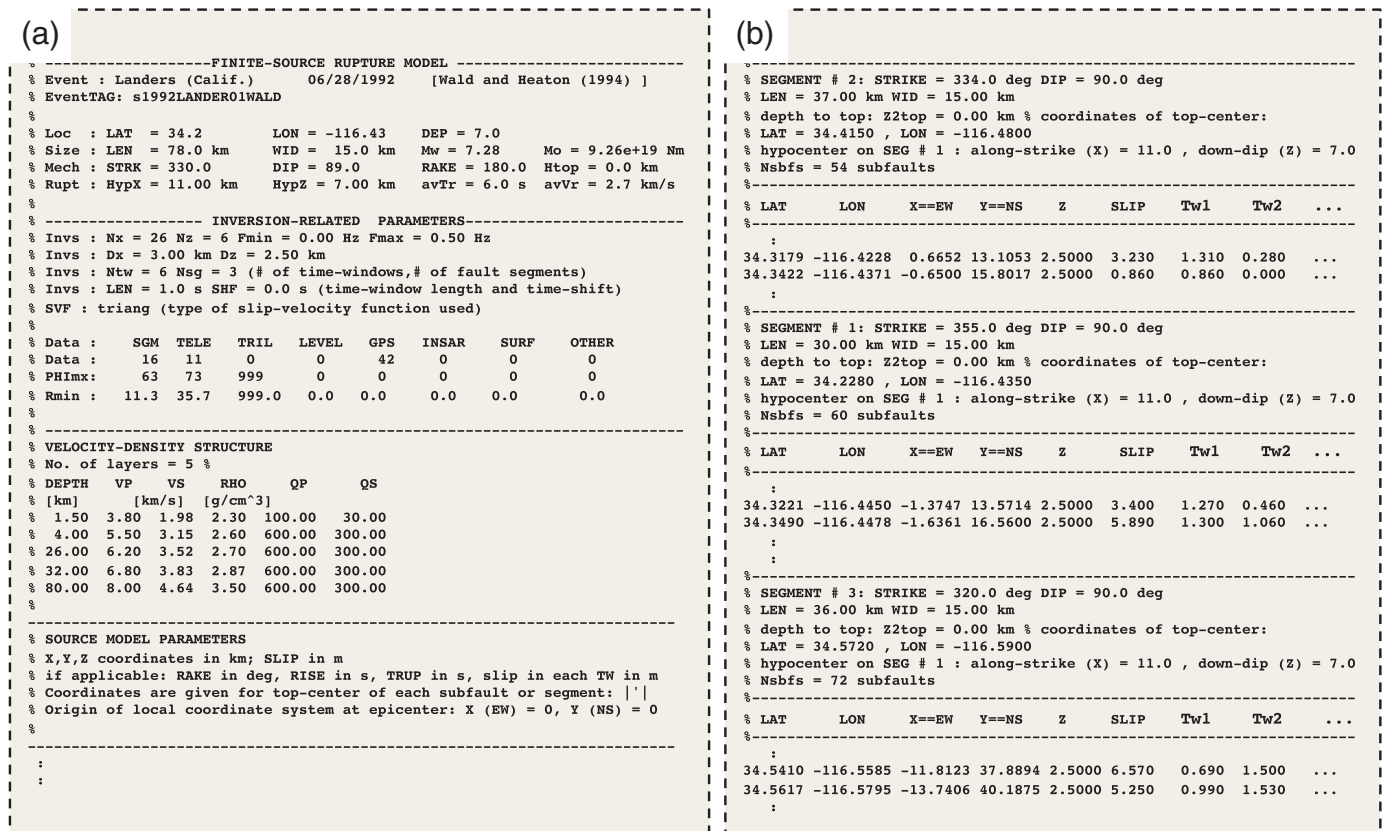 (a)
% --------------------FINITE-SOURCE RUPTURE MODEL ---------------------------
% Event : Landers (Calif.) 06/28/1992 [Wald and Heaton (1994) ]
% EventTAG: s1992LANDER01WALD
%
% Loc : LAT = 34.2 LON = -116.43 DEP = 7.0
% Size : LEN = 78.0 km WID = 15.0 km Mw = 7.28 Mo = 9.26e+19 Nm
% Mech : STRK = 330.0 DIP = 89.0 RAKE = 180.0 Htop = 0.0 km
% Rupt : HypX = 11.00 km HypZ = 7.00 km avTr = 6.0 s avVr = 2.7 km/s
%
% ------------------- INVERSION-RELATED PARAMETERS---------------------------
% Invs : Nx = 26 Nz = 6 Fmin = 0.00 Hz Fmax = 0.50 Hz
% Invs : Dx = 3.00 km Dz = 2.50 km
% Invs : Ntw = 6 Nsg = 3 (# of time-windows,# of fault segments)
% Invs : LEN = 1.0 s SHF = 0.0 s (time-window length and time-shift)
% SVF : triang (type of slip-velocity function used)
%
% Data : SGM TELE TRIL LEVEL GPS INSAR SURF OTHER
% Data : 16 11 0 0 42 0 0 0
% PHImx: 63 73 999 0 0 0 0 0
% Rmin : 11.3 35.7 999.0 0.0 0.0 0.0 0.0 0.0
%
% ---------------------------------------------------------------------------
% VELOCITY-DENSITY STRUCTURE
% No. of layers = 5 %
% DEPTH VP VS RHO QP QS
% [km] [km/s] [g/cm^3]
% 1.50 3.80 1.98 2.30 100.00 30.00
% 4.00 5.50 3.15 2.60 600.00 300.00
% 26.00 6.20 3.52 2.70 600.00 300.00
% 32.00 6.80 3.83 2.87 600.00 300.00
% 80.00 8.00 4.64 3.50 600.00 300.00
%
----------------------------------------------------------------------------
% SOURCE MODEL PARAMETERS
% X,Y,Z coordinates in km; SLIP in m
% if applicable: RAKE in deg, RISE in s, TRUP in s, slip in each TW in m
% Coordinates are given for top-center of each subfault or segment: |'|
% Origin of local coordinate system at epicenter: X (EW) = 0, Y (NS) = 0
%
----------------------------------------------------------------------------
:
:
(b)
%-------------------------------------------------------------------------
% SEGMENT # 2: STRIKE = 334.0 deg DIP = 90.0 deg
% LEN = 37.00 km WID = 15.00 km
% depth to top: Z2top = 0.00 km % coordinates of top-center:
% LAT = 34.4150 , LON = -116.4800
% hypocenter on SEG # 1 : along-strike (X) = 11.0 , down-dip (Z) = 7.0
% Nsbfs = 54 subfaults
%-------------------------------------------------------------------------
% LAT LON X==EW Y==NS Z SLIP Tw1 Tw2 ...
%-------------------------------------------------------------------------
:
34.3179 -116.4228 0.6652 13.1053 2.5000 3.230 1.310 0.280 ...
34.3422 -116.4371 -0.6500 15.8017 2.5000 0.860 0.860 0.000 ...
:
%-------------------------------------------------------------------------
% SEGMENT # 1: STRIKE = 355.0 deg DIP = 90.0 deg
% LEN = 30.00 km WID = 15.00 km
% depth to top: Z2top = 0.00 km % coordinates of top-center:
% LAT = 34.2280 , LON = -116.4350
% hypocenter on SEG # 1 : along-strike (X) = 11.0 , down-dip (Z) = 7.0
% Nsbfs = 60 subfaults
%-------------------------------------------------------------------------
% LAT LON X==EW Y==NS Z SLIP Tw1 Tw2 ...
%-------------------------------------------------------------------------
:
34.3221 -116.4450 -1.3747 13.5714 2.5000 3.400 1.270 0.460 ...
34.3490 -116.4478 -1.6361 16.5600 2.5000 5.890 1.300 1.060 ...
:
:
%-------------------------------------------------------------------------
% SEGMENT # 3: STRIKE = 320.0 deg DIP = 90.0 deg
% LEN = 36.00 km WID = 15.00 km
% depth to top: Z2top = 0.00 km % coordinates of top-center:
% LAT = 34.5720 , LON = -116.5900
% hypocenter on SEG # 1 : along-strike (X) = 11.0 , down-dip (Z) = 7.0
% Nsbfs = 72 subfaults
%-------------------------------------------------------------------------
% LAT LON X==EW Y==NS Z SLIP Tw1 Tw2 ...
%-------------------------------------------------------------------------
:
34.5410 -116.5585 -11.8123 37.8894 2.5000 6.570 0.690 1.500 ...
34.5617 -116.5795 -13.7406 40.1875 2.5000 5.250 0.990 1.530 ...
: